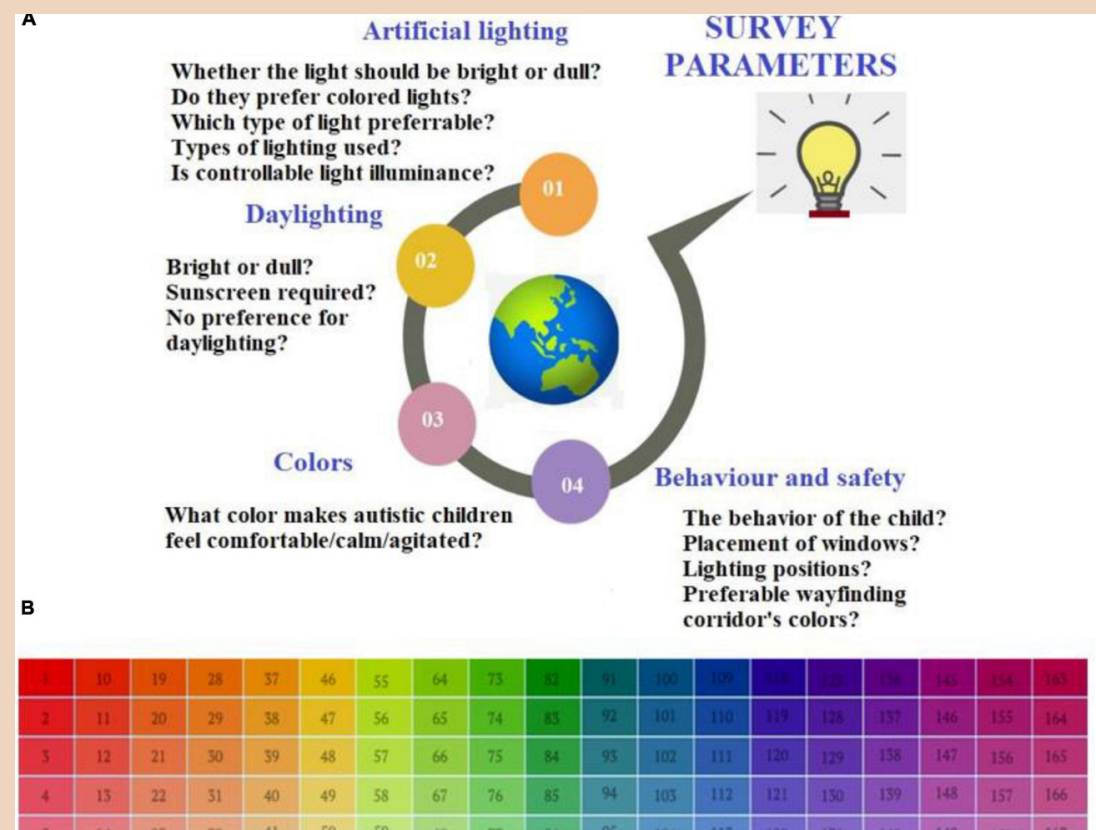 A
Artificial lighting
SURVEY
PARAMETERS
Whether the light should be bright or dull?
Do they prefer colored lights?
Which type of light preferrable?
Types of lighting used?
Is controllable light illuminance?
01
Daylighting
02
Bright or dull?
Sunscreen required?
No preference for
daylighting?
03
Colors
04
Behaviour and safety
What color makes autistic children
feel comfortable/calm/agitated?
The behavior of the child?
Placement of windows?
Lighting positions?
Preferable wayfinding
corridor's colors?
B
1 10 19 28 37 46 55 64 73 82 91 100 109 118 127 136 145 154 163
2 11 20 29 38 47 56 65 74 83 92 101 110 119 128 137 146 155 164
3 12 21 30 39 48 57 66 75 84 93 102 111 120 129 138 147 156 165
4 13 22 31 40 49 58 67 76 85 94 103 112 121 130 139 148 157 166